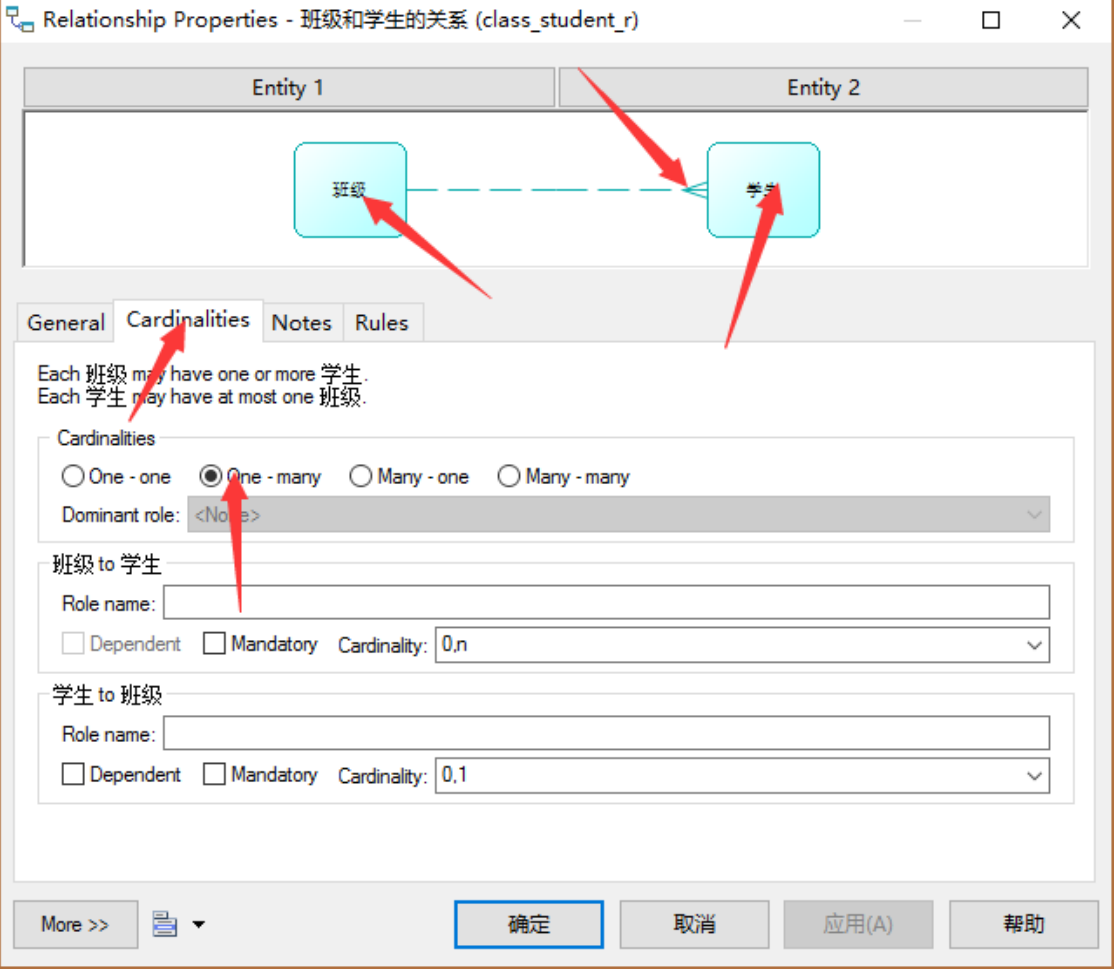 Relationship Properties - 班级和学生的关系 (class_student_r)
Entity 1 Entity 2
班级 学生
General Cardinalities Notes Rules
Each 班级 may have one or more 学生.
Each 学生 may have at most one 班级.
Cardinalities
One - one One - many Many - one Many - many
Dominant role: <None>
班级 to 学生
Role name:
Dependent Mandatory Cardinality: 0,n
学生 to 班级
Role name:
Dependent Mandatory Cardinality: 0,1
More >> 确定 取消 应用(A) 帮助